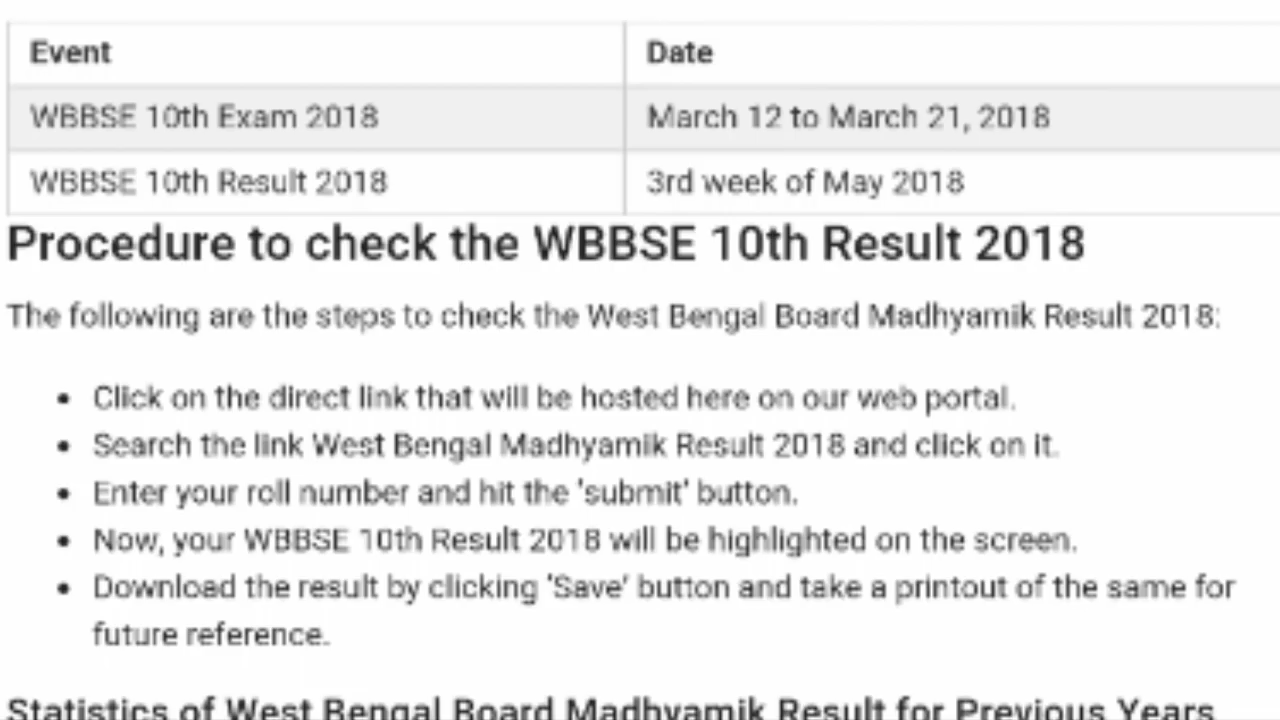 Event Date
WBBSE 10th Exam 2018 March 12 to March 21, 2018
WBBSE 10th Result 2018 3rd week of May 2018
Procedure to check the WBBSE 10th Result 2018
The following are the steps to check the West Bengal Board Madhyamik Result 2018:
• Click on the direct link that will be hosted here on our web portal.
• Search the link West Bengal Madhyamik Result 2018 and click on it.
• Enter your roll number and hit the 'submit' button.
• Now, your WBBSE 10th Result 2018 will be highlighted on the screen.
• Download the result by clicking 'Save' button and take a printout of the same for
future reference.
Statistics of West Bengal Board Madhyamik Result for Previous Years